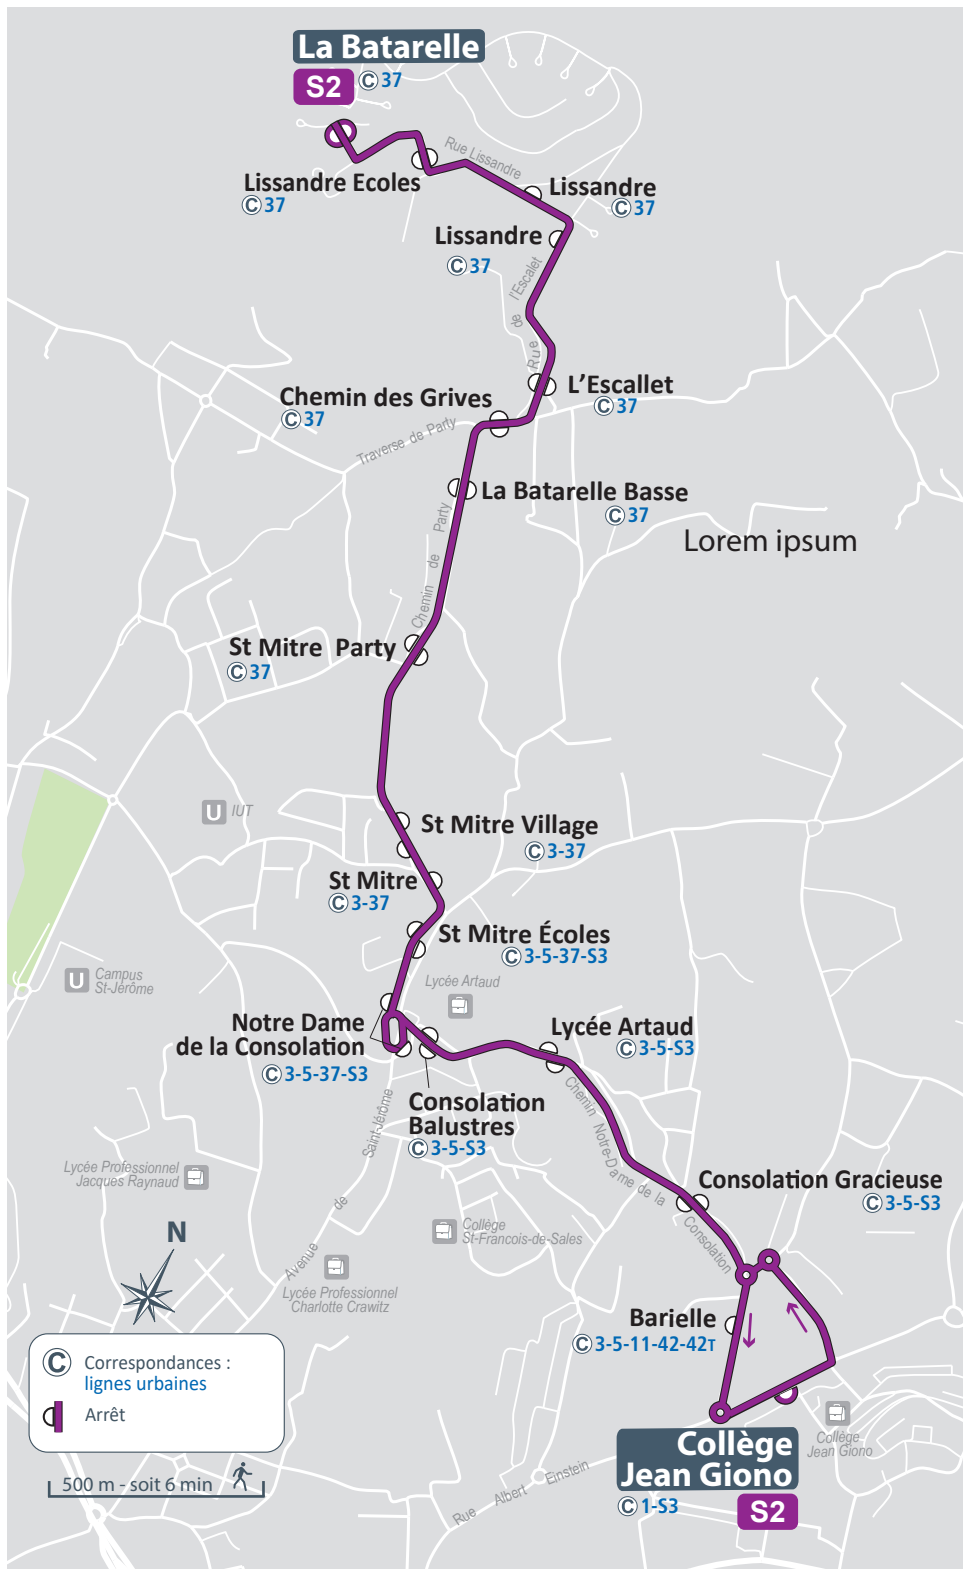 La Batarelle
S2
C 37
Rue Lissandre
Lissandre Ecoles
C 37
Lissandre
C 37
Lissandre
C 37
Rue de l'Escalet
L'Escallet
C 37
Chemin des Grives
C 37
Traverse de Party
La Batarelle Basse
C 37
Lorem ipsum
Chemin de Party
St Mitre Party
C 37
U IUT
St Mitre Village
C 3-37
St Mitre
C 3-37
St Mitre Écoles
C 3-5-37-S3
U Campus
St-Jérôme
Lycée Artaud
Notre Dame
de la Consolation
C 3-5-37-S3
Lycée Artaud
C 3-5-S3
Consolation
Balustres
C 3-5-S3
Chemin Notre-Dame de la Consolation
Avenue de Saint-Jérôme
Lycée Professionnel
Jacques Raynaud
Consolation Gracieuse
C 3-5-S3
Collège
St-Francois-de-Sales
N
Lycée Professionnel
Charlotte Crawitz
Barielle
C 3-5-11-42-42T
C Correspondances :
lignes urbaines
Arrêt
500 m - soit 6 min
Collège
Jean Giono
Collège
Jean Giono
C 1-S3
S2
Rue Albert Einstein